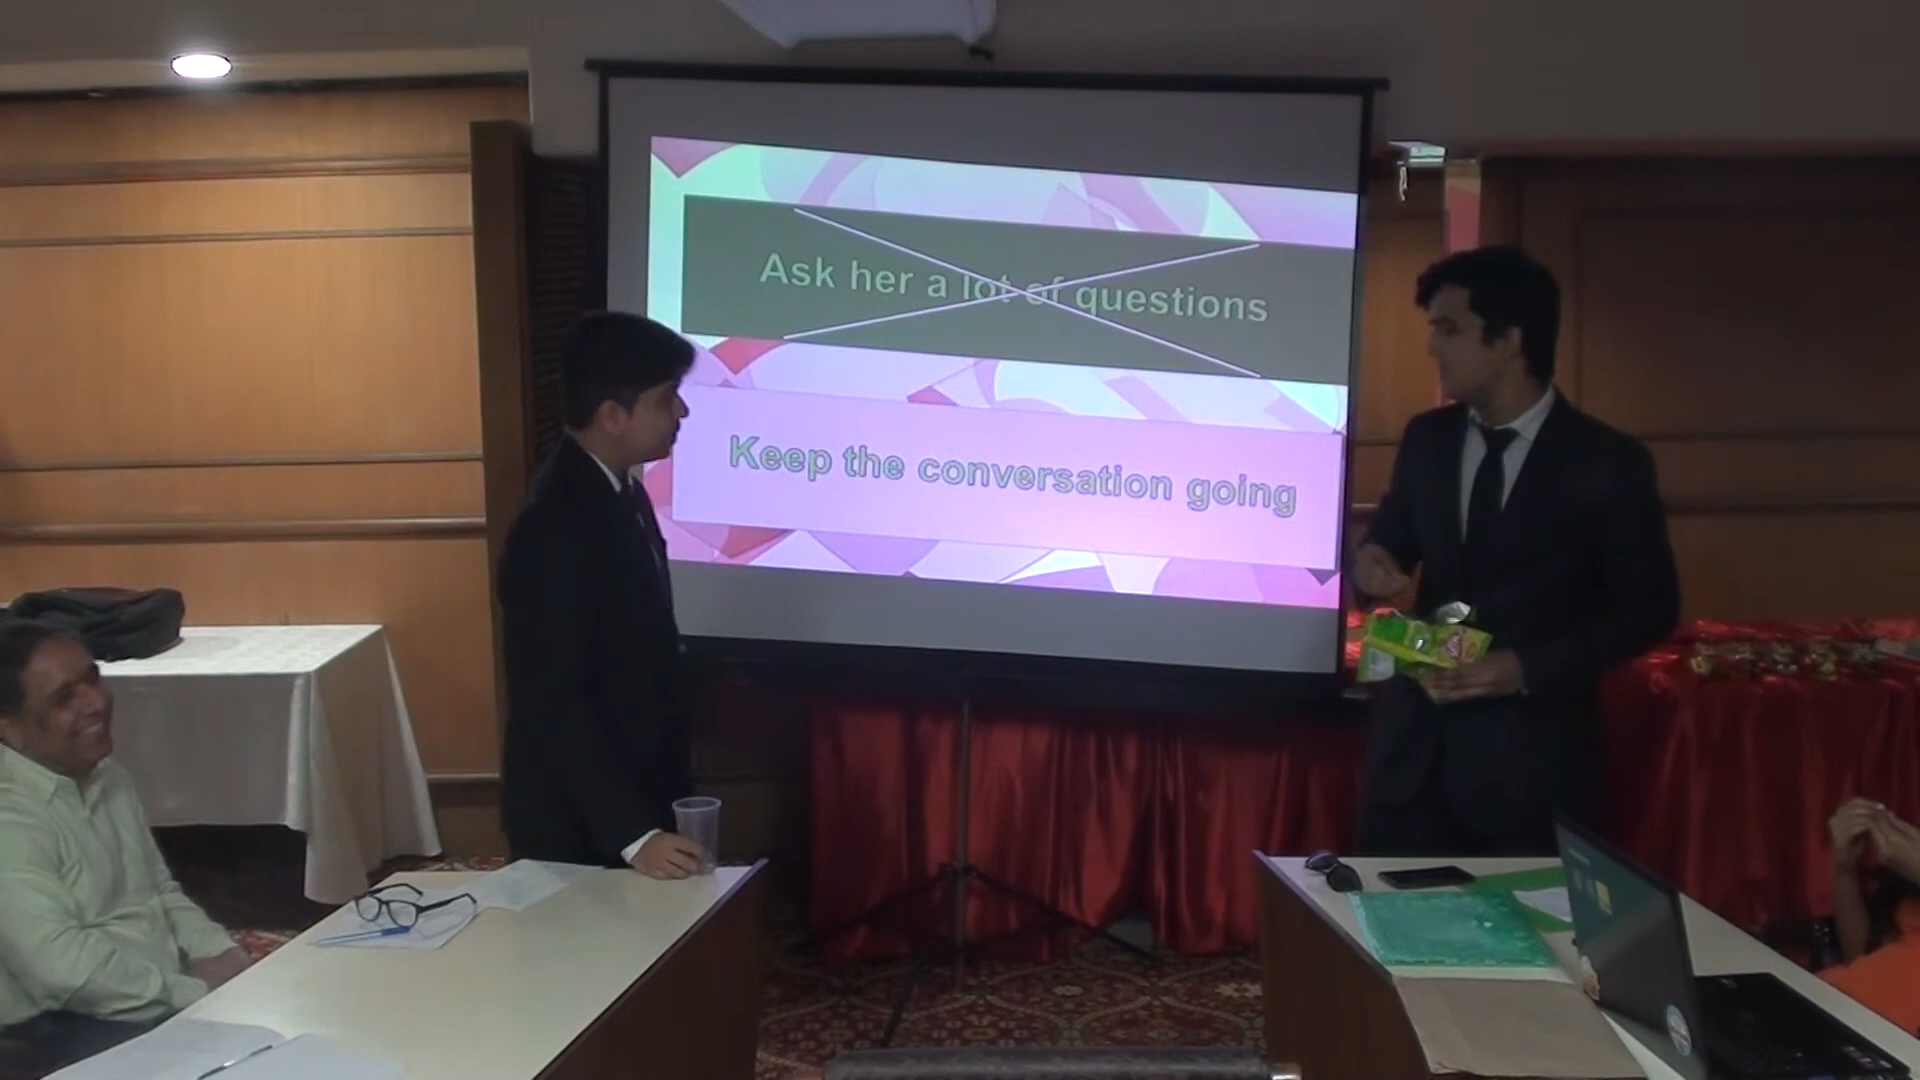 Ask her a lot of questions
Keep the conversation going